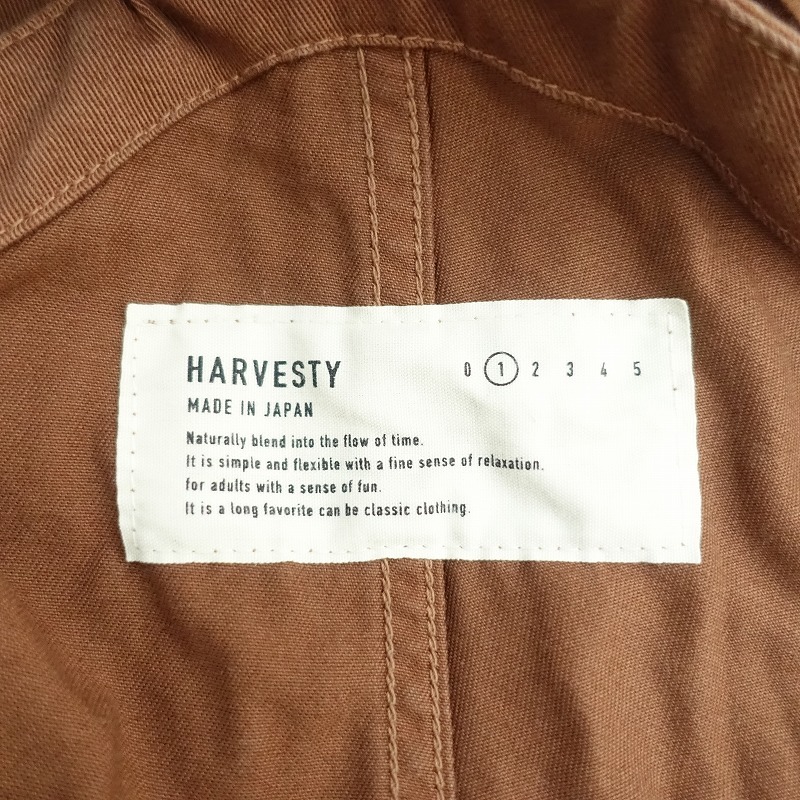 HARVESTY 0 1 2 3 4 5
MADE IN JAPAN
Naturally blend into the flow of time.
It is simple and flexible with a fine sense of relaxation.
for adults with a sense of fun.
It is a long favorite can be classic clothing.